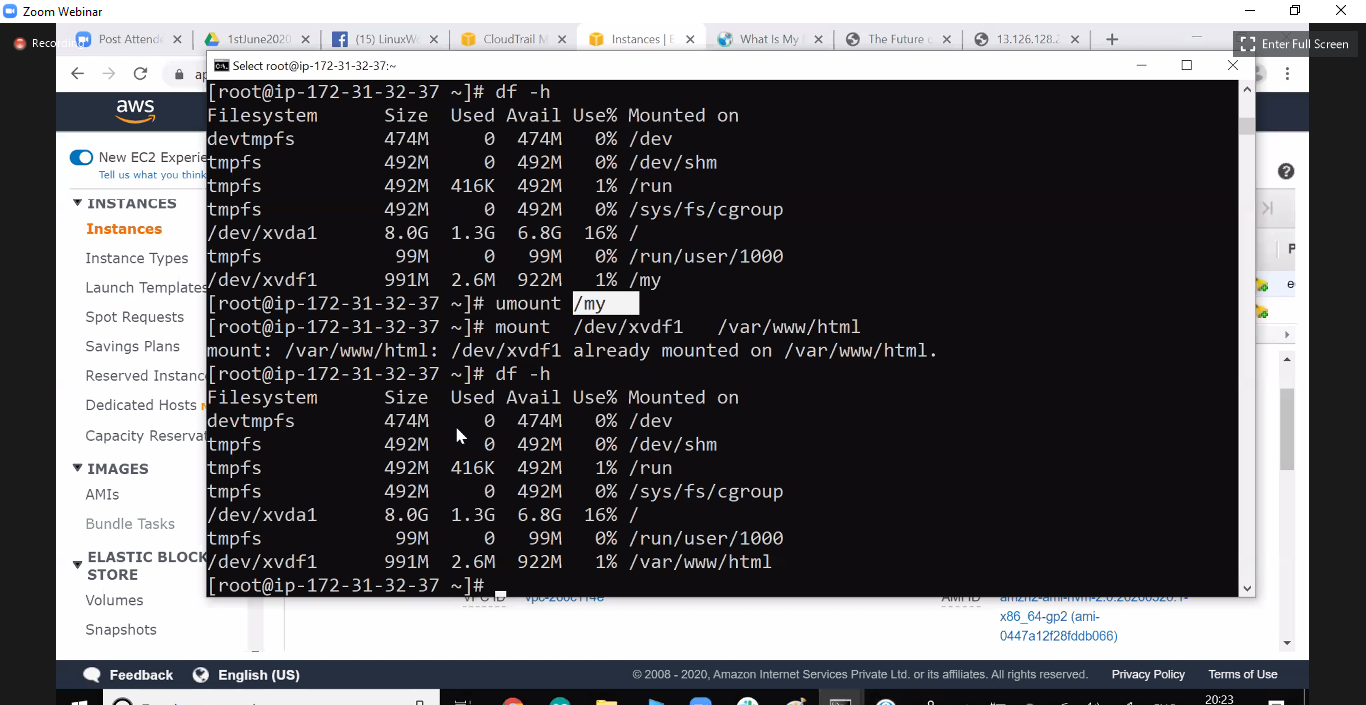 Zoom Webinar
Recording
Post Attend
1stJune2020
(15) LinuxW
CloudTrail M
Instances | E
What Is My
The Future
13.126.128.
Enter Full Screen
Select root@ip-172-31-32-37:~
aws
New EC2 Experie
Tell us what you think
INSTANCES
Instances
Instance Types
Launch Templates
Spot Requests
Savings Plans
Reserved Instanc
Dedicated Hosts
Capacity Reservat
IMAGES
AMIs
Bundle Tasks
ELASTIC BLOCK
STORE
Volumes
Snapshots
[root@ip-172-31-32-37 ~]# df -h
Filesystem Size Used Avail Use% Mounted on
devtmpfs 474M 0 474M 0% /dev
tmpfs 492M 0 492M 0% /dev/shm
tmpfs 492M 416K 492M 1% /run
tmpfs 492M 0 492M 0% /sys/fs/cgroup
/dev/xvda1 8.0G 1.3G 6.8G 16% /
tmpfs 99M 0 99M 0% /run/user/1000
/dev/xvdf1 991M 2.6M 922M 1% /my
[root@ip-172-31-32-37 ~]# umount /my
[root@ip-172-31-32-37 ~]# mount /dev/xvdf1 /var/www/html
mount: /var/www/html: /dev/xvdf1 already mounted on /var/www/html.
[root@ip-172-31-32-37 ~]# df -h
Filesystem Size Used Avail Use% Mounted on
devtmpfs 474M 0 474M 0% /dev
tmpfs 492M 0 492M 0% /dev/shm
tmpfs 492M 416K 492M 1% /run
tmpfs 492M 0 492M 0% /sys/fs/cgroup
/dev/xvda1 8.0G 1.3G 6.8G 16% /
tmpfs 99M 0 99M 0% /run/user/1000
/dev/xvdf1 991M 2.6M 922M 1% /var/www/html
[root@ip-172-31-32-37 ~]#
x86_64-gp2 (ami-
0447a12f28fddb066)
Feedback
English (US)
© 2008 - 2020, Amazon Internet Services Private Ltd. or its affiliates. All rights reserved.
Privacy Policy
Terms of Use
20:23